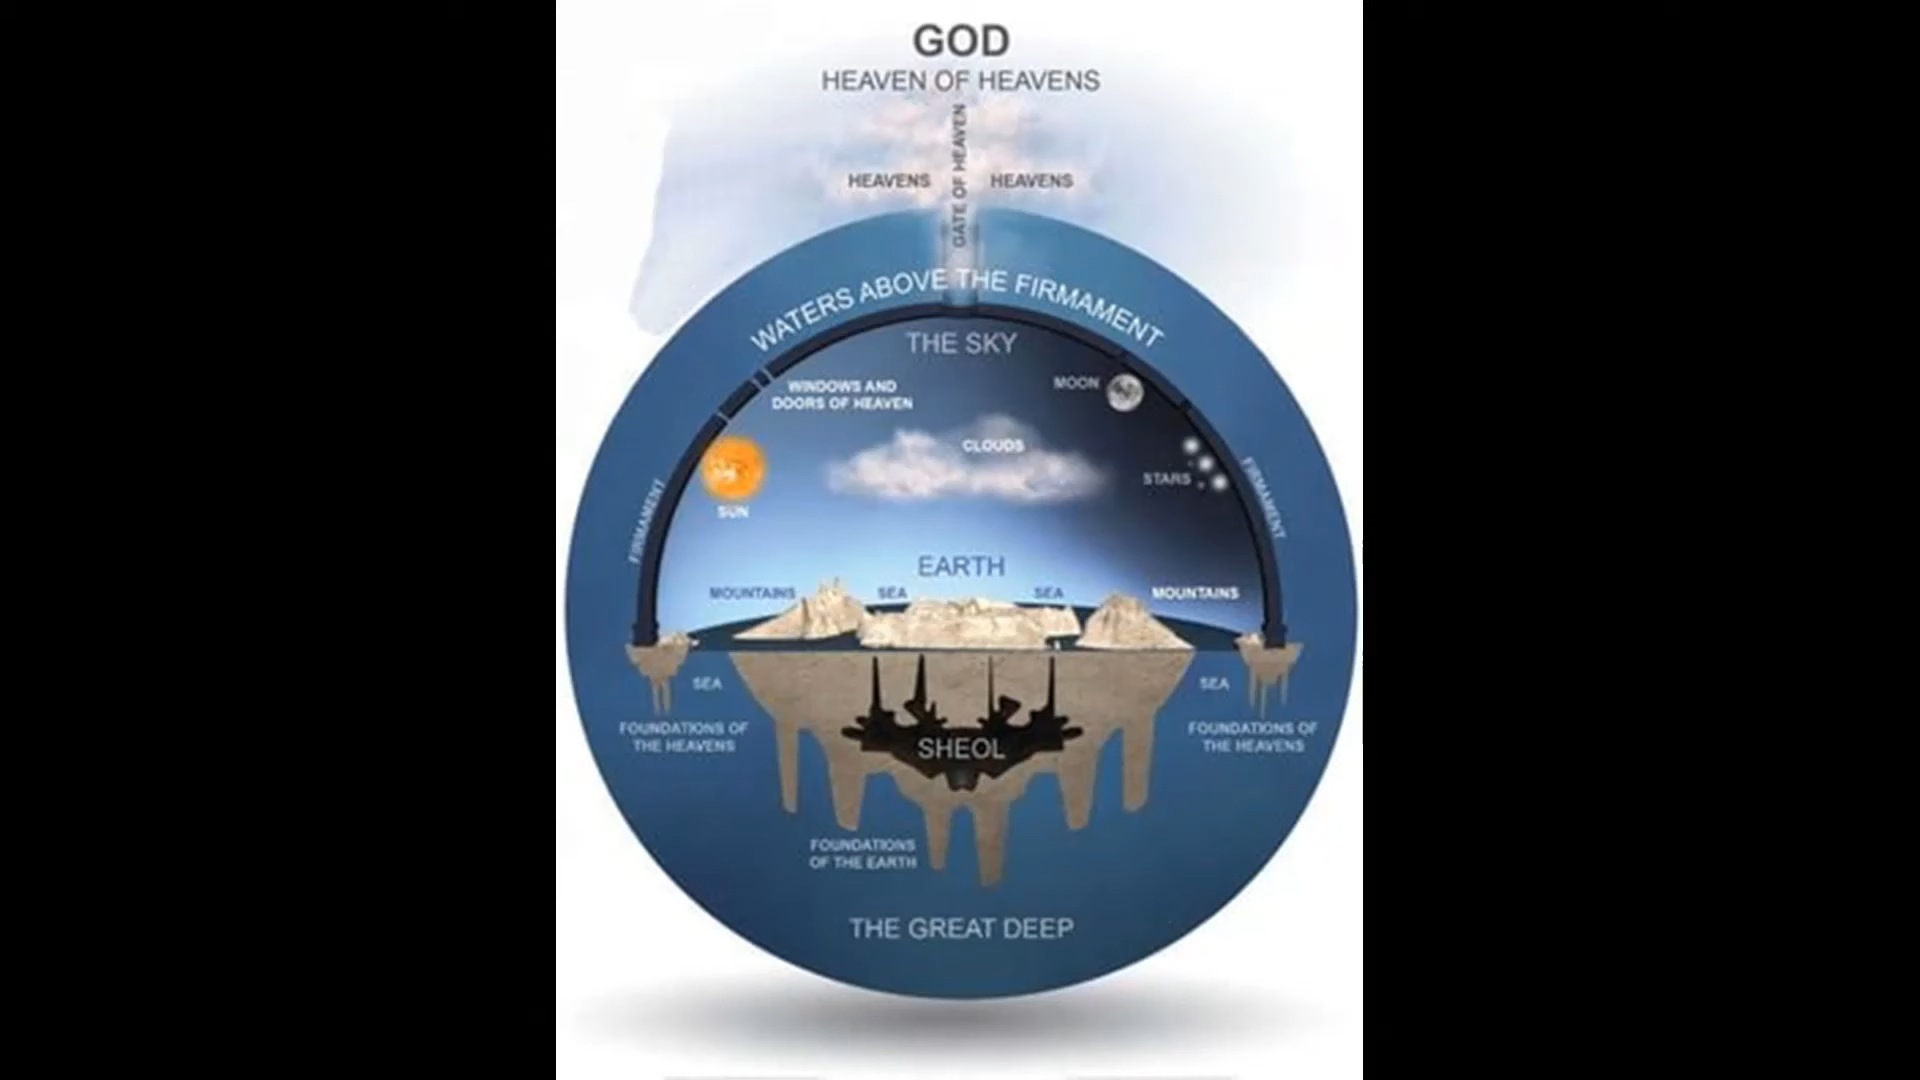 GOD
HEAVEN OF HEAVENS
GATE OF HEAVEN
HEAVENS
HEAVENS
WATERS ABOVE THE FIRMAMENT
THE SKY
WINDOWS AND
DOORS OF HEAVEN
MOON
CLOUDS
STARS
SUN
FIRMAMENT
FIRMAMENT
EARTH
MOUNTAINS
SEA
SEA
MOUNTAINS
SEA
SEA
FOUNDATIONS OF
THE HEAVENS
FOUNDATIONS OF
THE HEAVENS
SHEOL
FOUNDATIONS
OF THE EARTH
THE GREAT DEEP